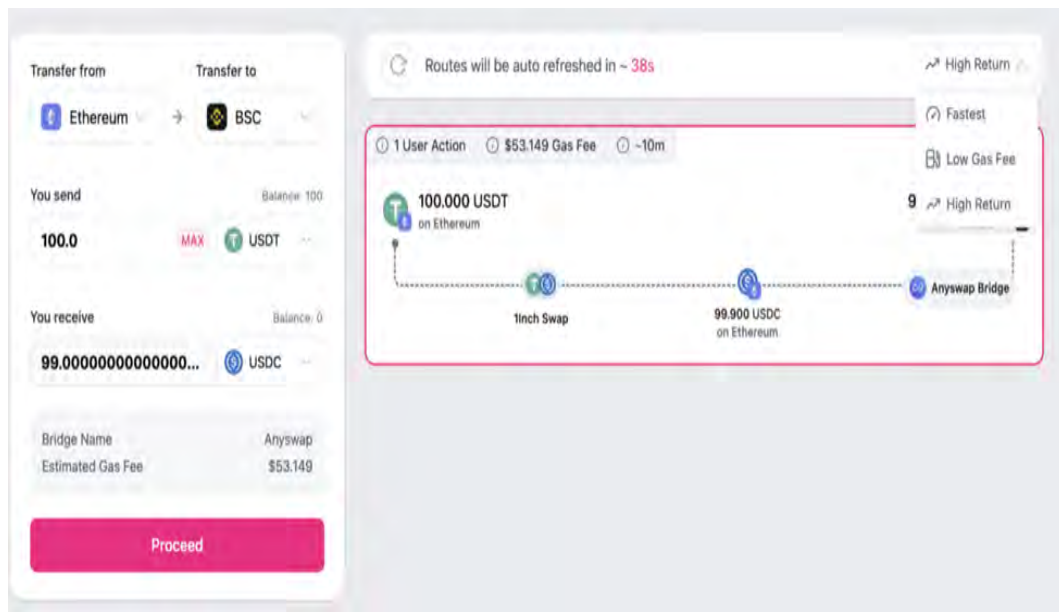 Transfer from
Transfer to
Ethereum
BSC
You send
Balance: 100
100.0
MAX
USDT
You receive
Balance: 0
99.00000000000000...
USDC
Bridge Name
Anyswap
Estimated Gas Fee
$53.149
Proceed
Routes will be auto refreshed in ~ 38s
High Return
Fastest
Low Gas Fee
High Return
1 User Action
$53.149 Gas Fee
~10m
100.000 USDT
on Ethereum
9
1Inch Swap
99.900 USDC
on Ethereum
Anyswap Bridge